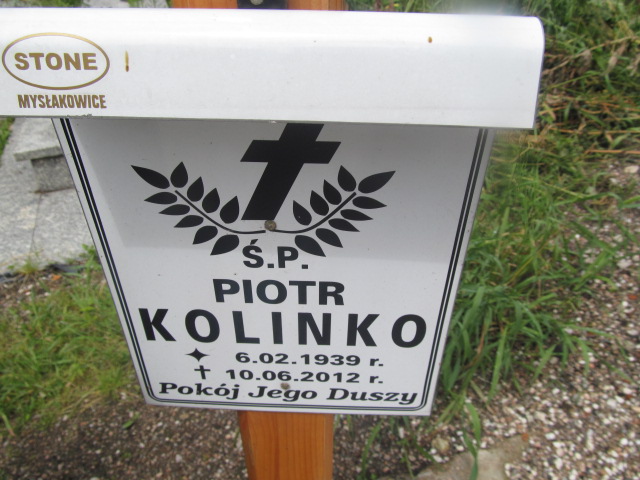 STONE
MYSŁAKOWICE
Ś.P.
PIOTR
KOLINKO
6.02.1939 r.
10.06.2012 r.
Pokój Jego Duszy